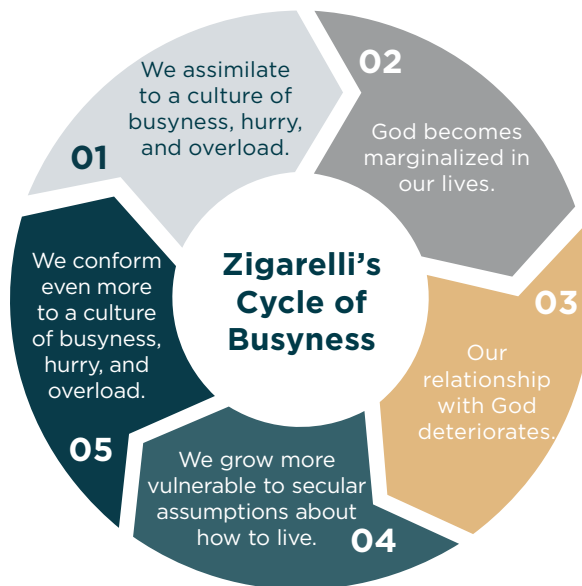 Zigarelli's
Cycle of
Busyness
01
We assimilate
to a culture of
busyness, hurry,
and overload.
02
God becomes
marginalized in
our lives.
03
Our
relationship
with God
deteriorates.
04
We grow more
vulnerable to secular
assumptions about
how to live.
05
We conform
even more
to a culture
of busyness,
hurry, and
overload.